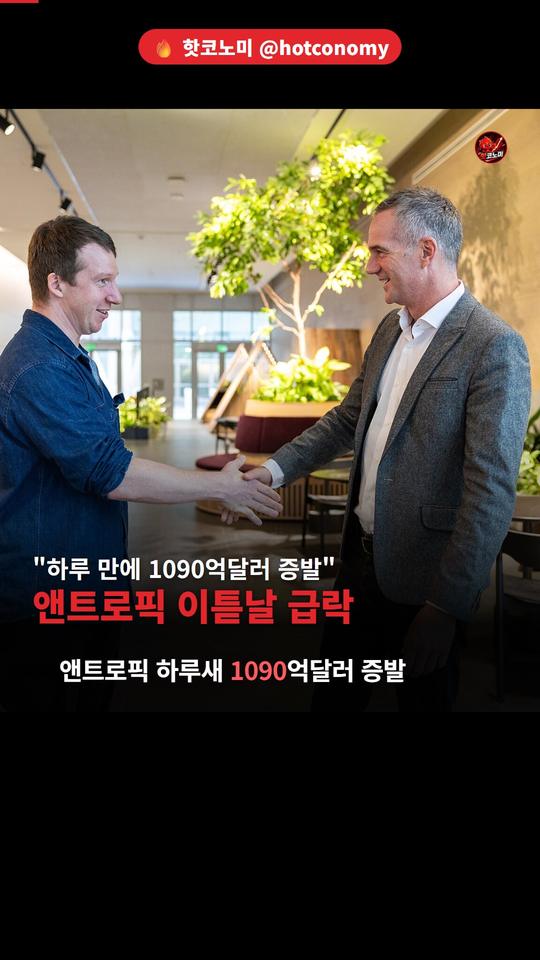 🔥 핫코노미 @hotconomy
"하루 만에 1090억달러 증발"
앤트로픽 이튿날 급락
앤트로픽 하루새 1090억달러 증발